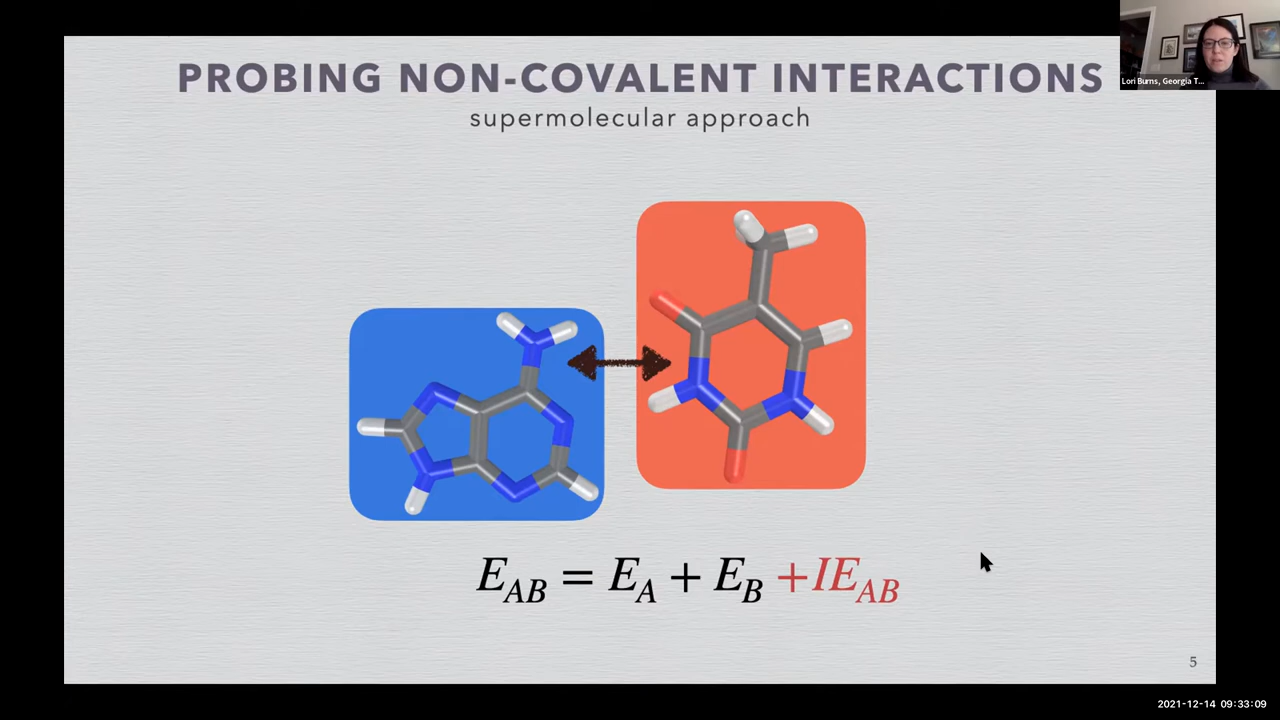 PROBING NON-COVALENT INTERACTIONS
supermolecular approach
Lori Burns, Georgia T...
E_AB = E_A + E_B + IE_AB
5
2021-12-14 09:33:09